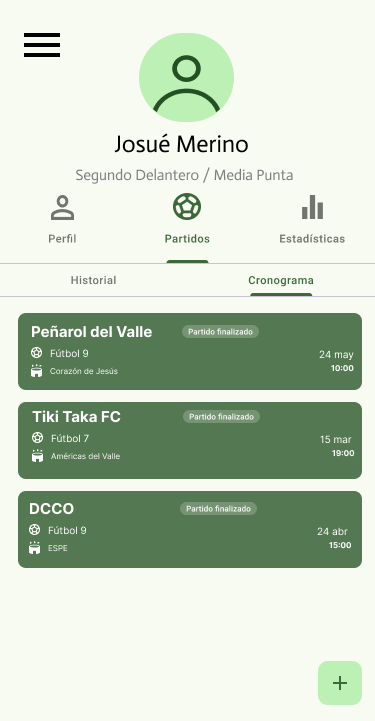 Josué Merino
Segundo Delantero / Media Punta
Perfil
Partidos
Estadísticas
Historial
Cronograma
Peñarol del Valle
Partido finalizado
Fútbol 9
24 may
Corazón de Jesús
10:00
Tiki Taka FC
Partido finalizado
Fútbol 7
15 mar
Américas del Valle
19:00
DCCO
Partido finalizado
Fútbol 9
24 abr
ESPE
15:00